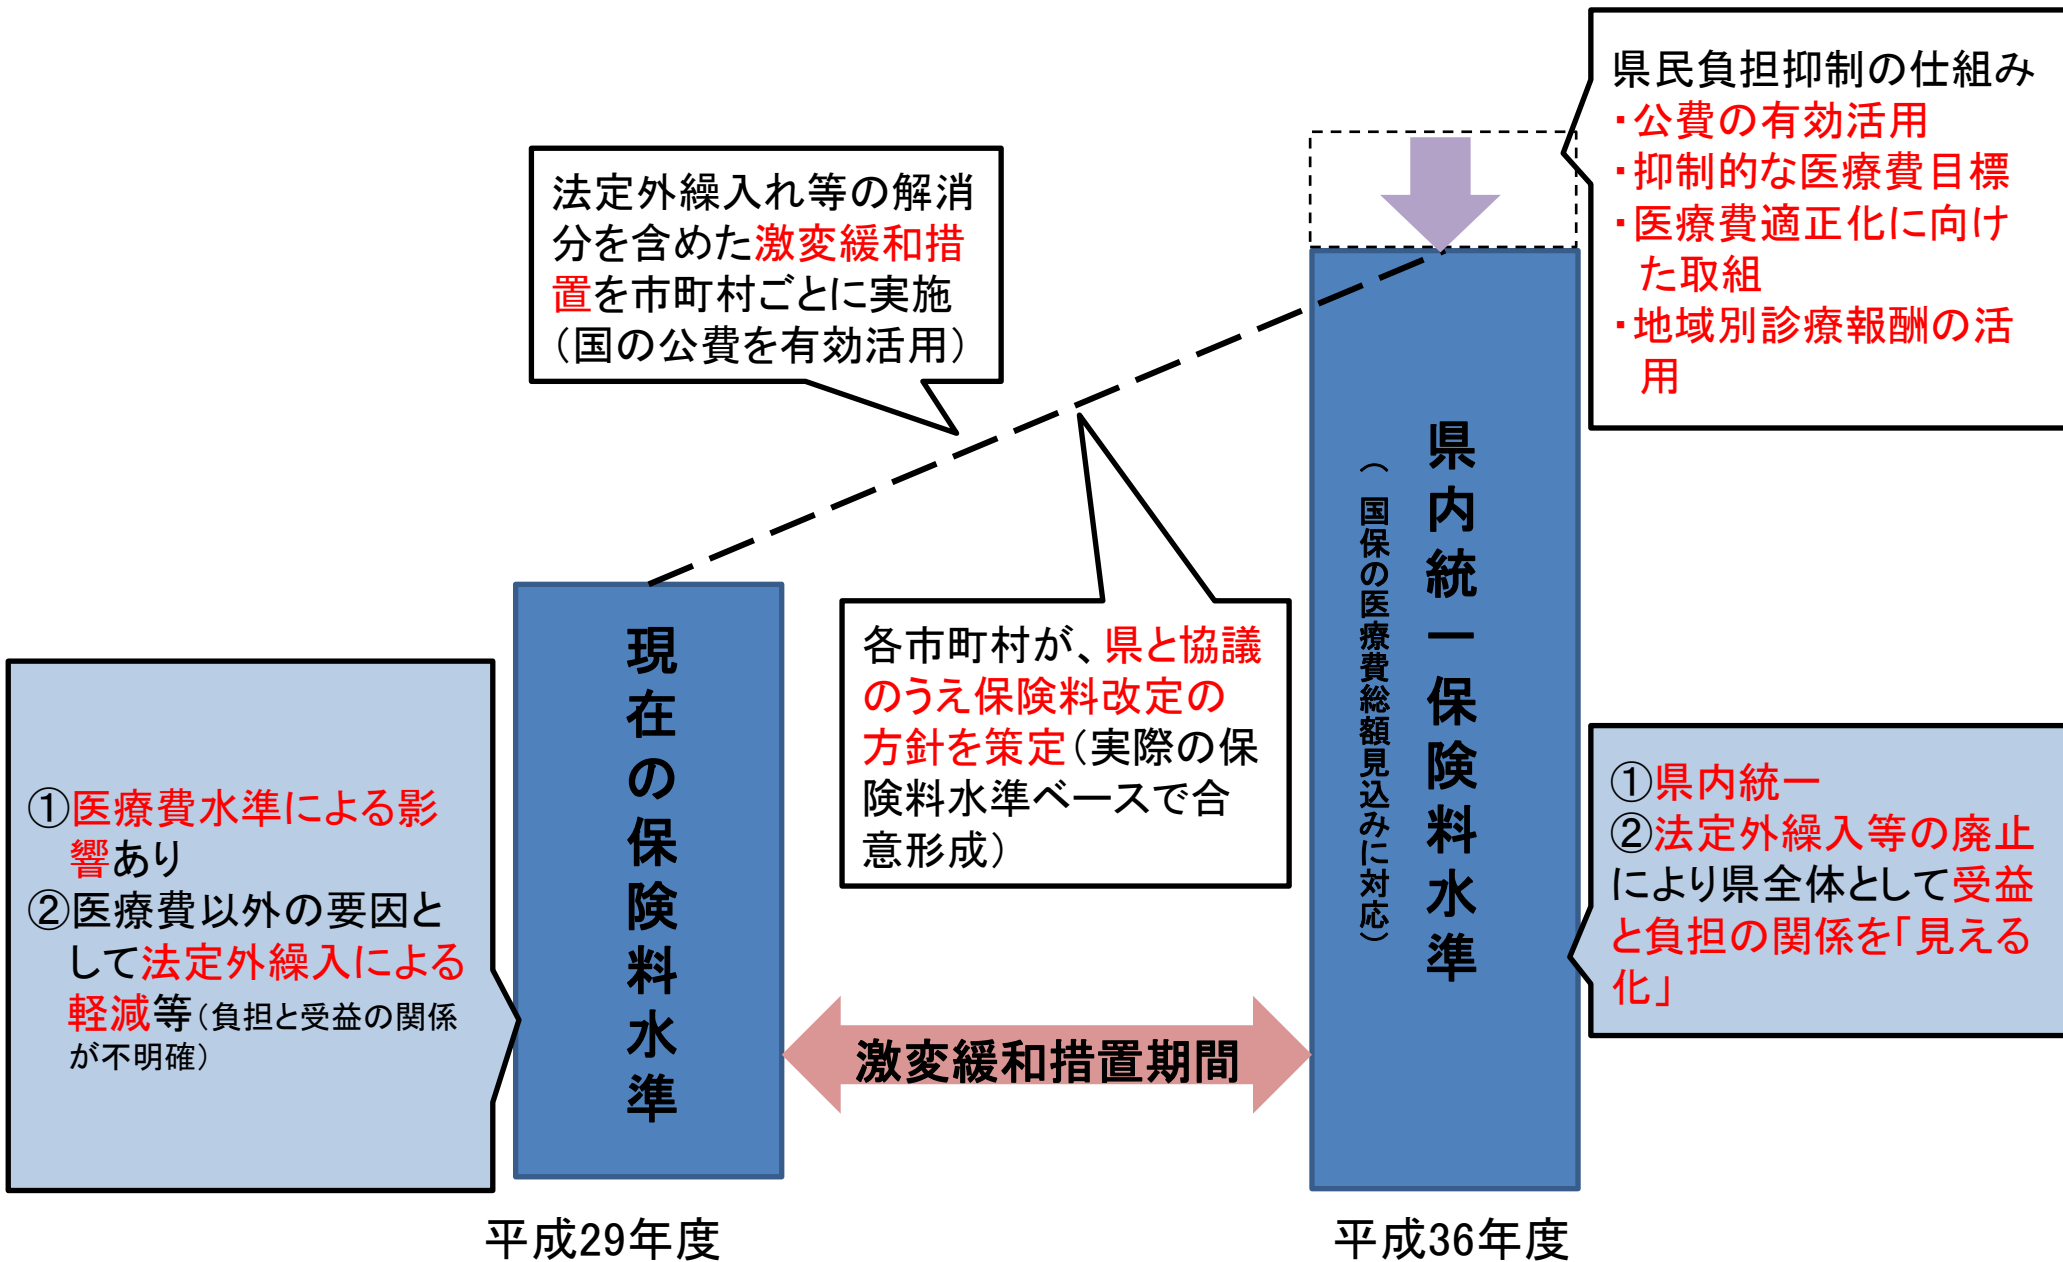 県民負担抑制の仕組み
・公費の有効活用
・抑制的な医療費目標
・医療費適正化に向け
た取組
・地域別診療報酬の活
用
法定外繰入れ等の解消
分を含めた激変緩和措
置を市町村ごとに実施
（国の公費を有効活用）
現在の保険料水準
各市町村が、県と協議
のうえ保険料改定の
方針を策定（実際の保
険料水準ベースで合
意形成）
県内統一保険料水準
（国保の医療費総額見込みに対応）
①医療費水準による影
響あり
②医療費以外の要因と
して法定外繰入による
軽減等（負担と受益の関係
が不明確）
①県内統一
②法定外繰入等の廃止
により県全体として受益
と負担の関係を「見える
化」
激変緩和措置期間
平成29年度
平成36年度